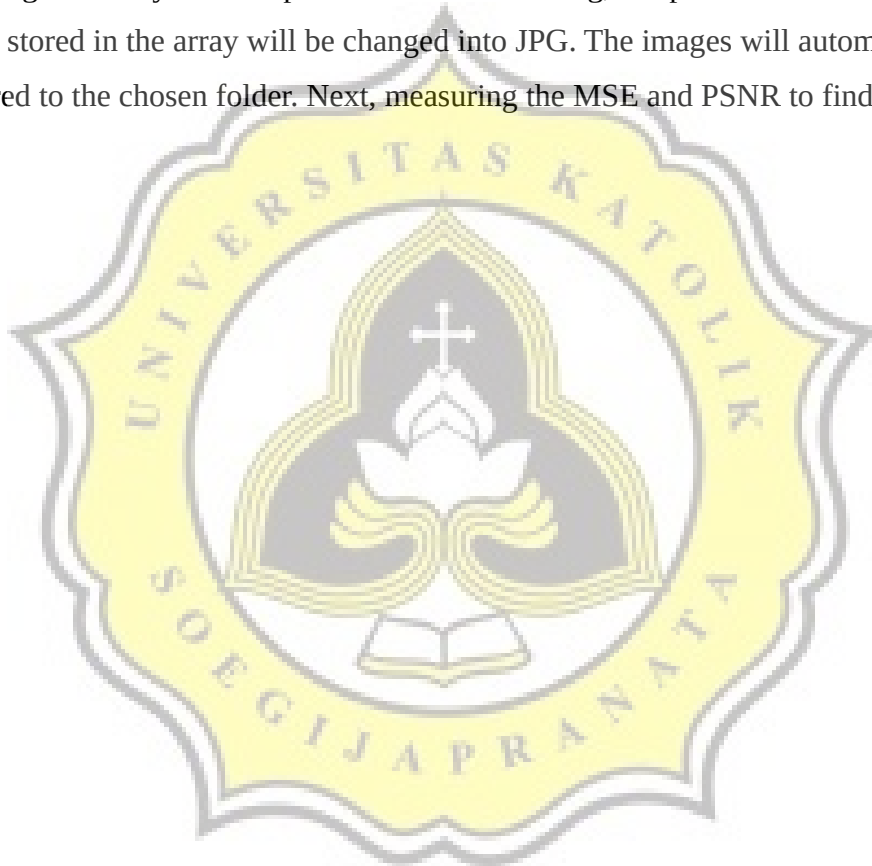 stored in the array will be changed into JPG. The images will autom
red to the chosen folder. Next, measuring the MSE and PSNR to find
UNIVERSITAS KATOLIK
SOEGIJAPRANATA